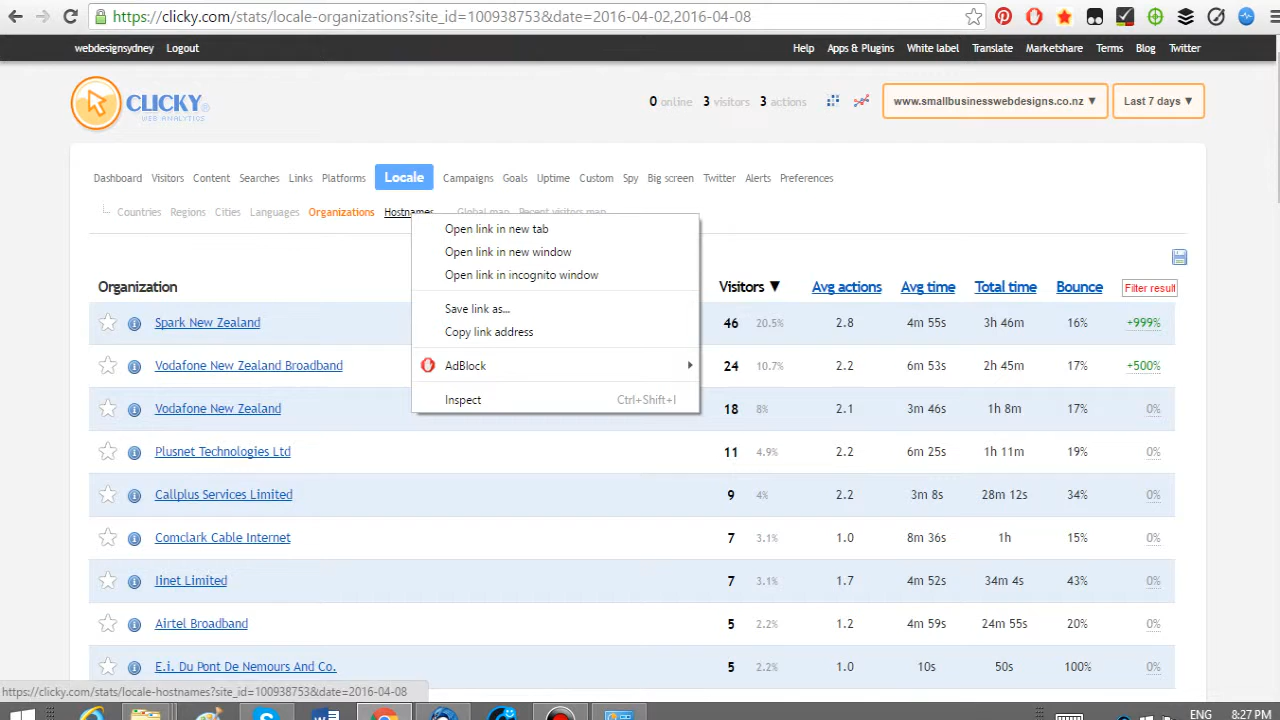 https://clicky.com/stats/locale-organizations?site_id=100938753&date=2016-04-02,2016-04-08
webdesignsydney Logout Help Apps & Plugins White label Translate Marketshare Terms Blog Twitter
CLICKY
WEB ANALYTICS
0 online 3 visitors 3 actions www.smallbusinesswebdesigns.co.nz ▼ Last 7 days ▼
Dashboard Visitors Content Searches Links Platforms Locale Campaigns Goals Uptime Custom Spy Big screen Twitter Alerts Preferences
Countries Regions Cities Languages Organizations Hostnames Global map Recent visitors map
Open link in new tab
Open link in new window
Open link in incognito window
Save link as...
Copy link address
AdBlock
Inspect Ctrl+Shift+I
Organization Visitors ▼ Avg actions Avg time Total time Bounce Filter result
Spark New Zealand 46 20.5% 2.8 4m 55s 3h 46m 16% +999%
Vodafone New Zealand Broadband 24 10.7% 2.2 6m 53s 2h 45m 17% +500%
Vodafone New Zealand 18 8% 2.1 3m 46s 1h 8m 17% 0%
Plusnet Technologies Ltd 11 4.9% 2.2 6m 25s 1h 11m 19% 0%
Callplus Services Limited 9 4% 2.2 3m 8s 28m 12s 34% 0%
Comclark Cable Internet 7 3.1% 1.0 8m 36s 1h 15% 0%
Iinet Limited 7 3.1% 1.7 4m 52s 34m 4s 43% 0%
Airtel Broadband 5 2.2% 1.2 4m 59s 24m 55s 20% 0%
E.i. Du Pont De Nemours And Co. 5 2.2% 1.0 10s 50s 100% 0%
https://clicky.com/stats/locale-hostnames?site_id=100938753&date=2016-04-08
ENG 8:27 PM